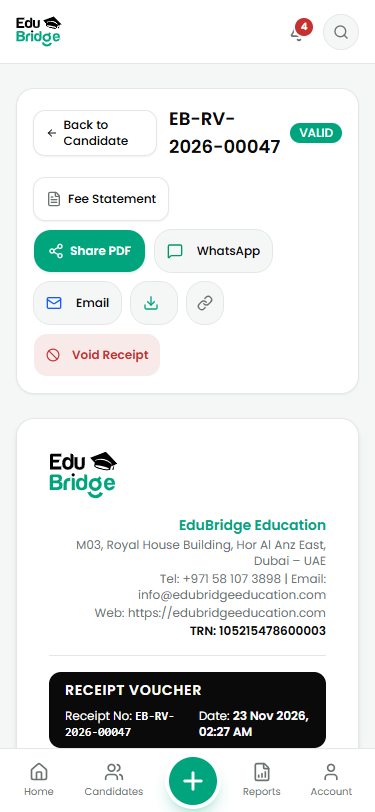 Edu
Bridge
4
Back to
Candidate
EB-RV-
2026-00047
VALID
Fee Statement
Share PDF
WhatsApp
Email
Void Receipt
Edu
Bridge
EduBridge Education
M03, Royal House Building, Hor Al Anz East,
Dubai – UAE
Tel: +971 58 107 3898 | Email:
info@edubridgeeducation.com
Web: https://edubridgeeducation.com
TRN: 105215478600003
RECEIPT VOUCHER
Receipt No: EB-RV-
2026-00047
Date: 23 Nov 2026,
02:27 AM
Home
Candidates
Reports
Account